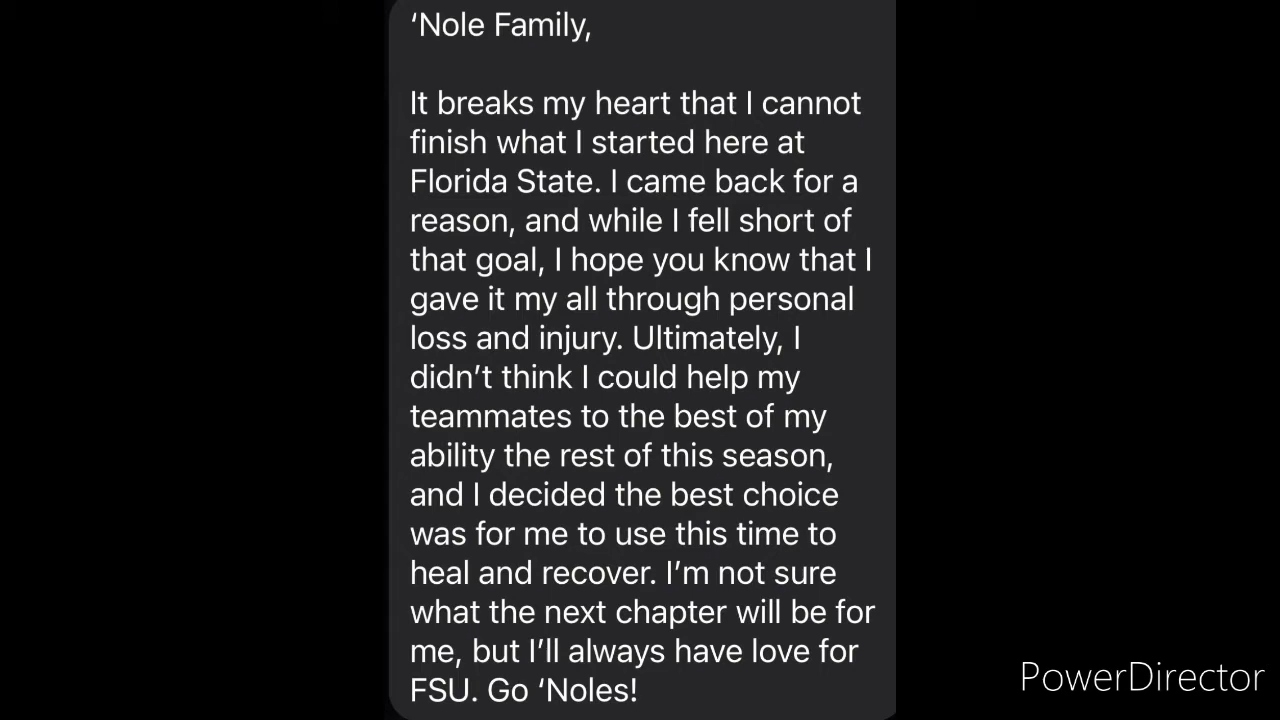 ‘Nole Family,
It breaks my heart that I cannot
finish what I started here at
Florida State. I came back for a
reason, and while I fell short of
that goal, I hope you know that I
gave it my all through personal
loss and injury. Ultimately, I
didn’t think I could help my
teammates to the best of my
ability the rest of this season,
and I decided the best choice
was for me to use this time to
heal and recover. I’m not sure
what the next chapter will be for
me, but I’ll always have love for
FSU. Go ‘Noles!
PowerDirector